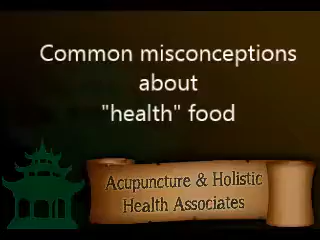 Common misconceptions
about
"health" food
Acupuncture & Holistic
Health Associates